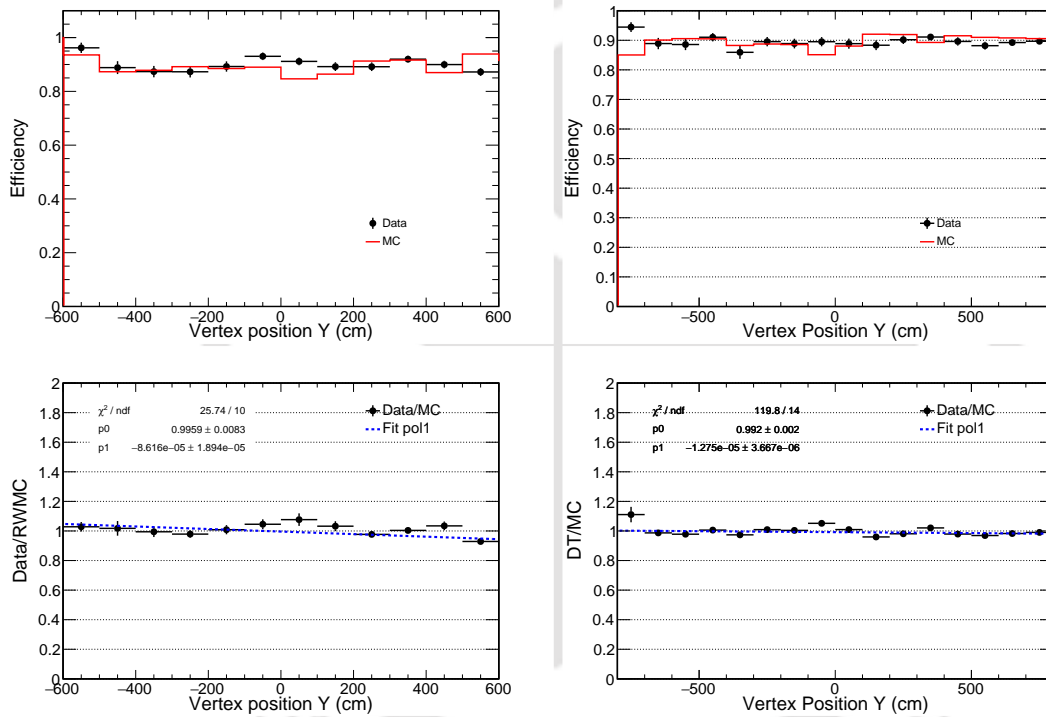 1
0.8
0.6
0.4
0.2
0
Efficiency
Data
MC
−600 −400 −200 0 200 400 600
Vertex position Y (cm)
1
0.9
0.8
0.7
0.6
0.5
0.4
0.3
0.2
0.1
0
Efficiency
Data
MC
−500 0 500
Vertex Position Y (cm)
2
1.8
1.6
1.4
1.2
1
0.8
0.6
0.4
0.2
0
Data/RWMC
χ² / ndf 25.74 / 10
p0 0.9959 ± 0.0083
p1 −8.616e−05 ± 1.894e−05
Data/MC
Fit pol1
−600 −400 −200 0 200 400 600
Vertex position Y (cm)
2
1.8
1.6
1.4
1.2
1
0.8
0.6
0.4
0.2
0
DT/MC
χ² / ndf 119.8 / 14
p0 0.992 ± 0.002
p1 −1.275e−05 ± 3.667e−06
Data/MC
Fit pol1
−500 0 500
Vertex Position Y (cm)